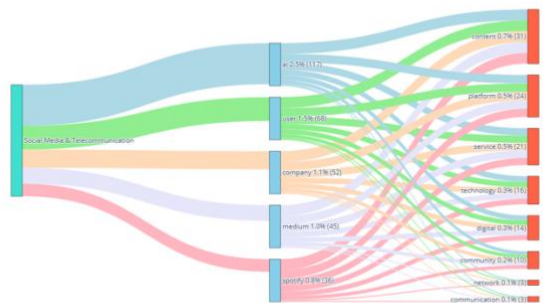 Social Media & Telecommunication
ai 2.5% (117)
user 1.5% (68)
company 1.1% (52)
medium 1.0% (45)
spotify 0.8% (36)
content 0.7% (31)
platform 0.5% (24)
service 0.5% (21)
technology 0.3% (16)
digital 0.3% (14)
community 0.2% (10)
network 0.1% (3)
communication 0.1% (3)